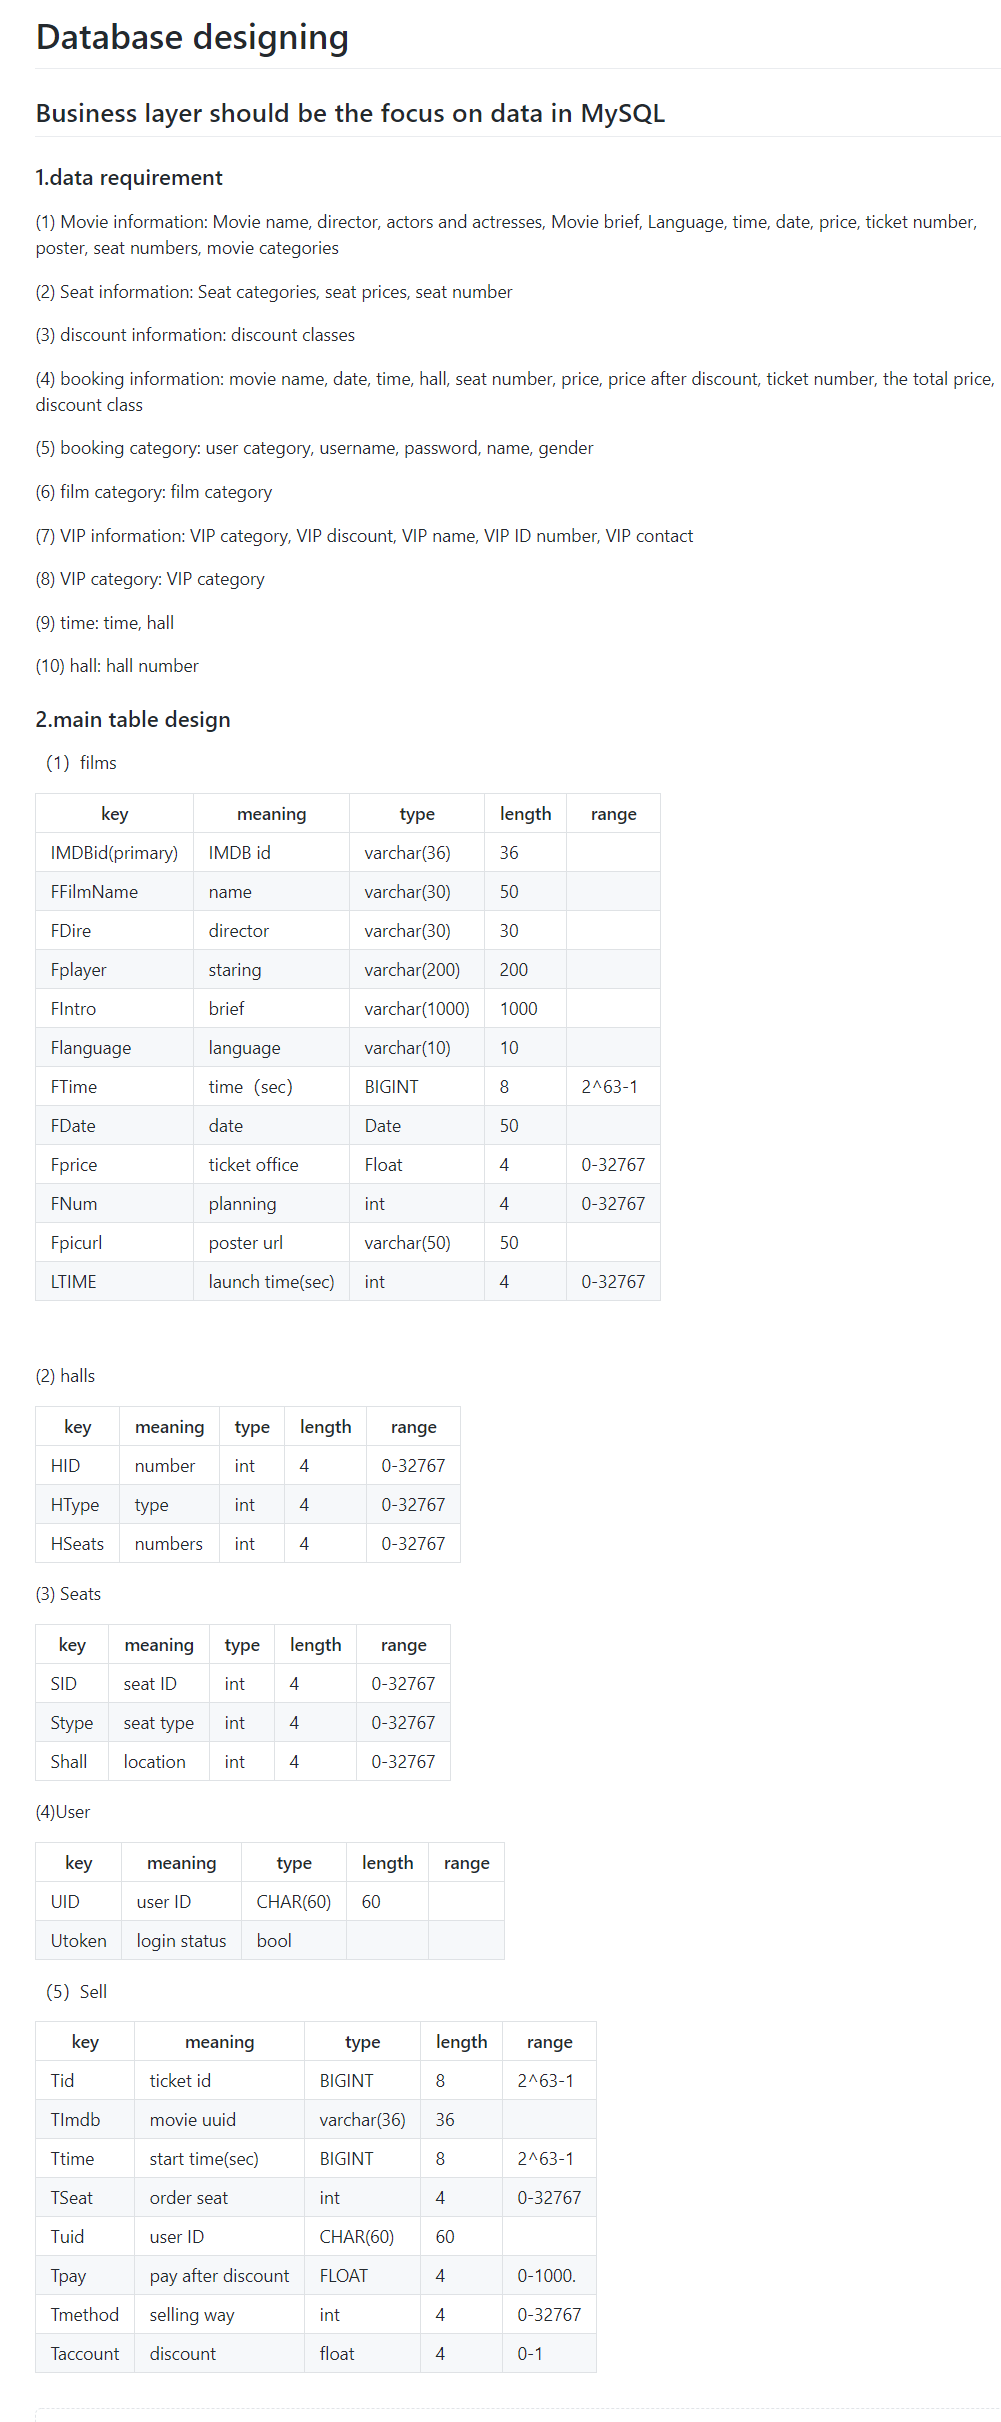 Database designing
Business layer should be the focus on data in MySQL
1.data requirement
(1) Movie information: Movie name, director, actors and actresses, Movie brief, Language, time, date, price, ticket number,
poster, seat numbers, movie categories
(2) Seat information: Seat categories, seat prices, seat number
(3) discount information: discount classes
(4) booking information: movie name, date, time, hall, seat number, price, price after discount, ticket number, the total price,
discount class
(5) booking category: user category, username, password, name, gender
(6) film category: film category
(7) VIP information: VIP category, VIP discount, VIP name, VIP ID number, VIP contact
(8) VIP category: VIP category
(9) time: time, hall
(10) hall: hall number
2.main table design
（1）films
key meaning type length range
IMDBid(primary) IMDB id varchar(36) 36
FFilmName name varchar(30) 50
FDire director varchar(30) 30
Fplayer staring varchar(200) 200
FIntro brief varchar(1000) 1000
Flanguage language varchar(10) 10
FTime time（sec） BIGINT 8 2^63-1
FDate date Date 50
Fprice ticket office Float 4 0-32767
FNum planning int 4 0-32767
Fpicurl poster url varchar(50) 50
LTIME launch time(sec) int 4 0-32767
(2) halls
key meaning type length range
HID number int 4 0-32767
HType type int 4 0-32767
HSeats numbers int 4 0-32767
(3) Seats
key meaning type length range
SID seat ID int 4 0-32767
Stype seat type int 4 0-32767
Shall location int 4 0-32767
(4)User
key meaning type length range
UID user ID CHAR(60) 60
Utoken login status bool
（5）Sell
key meaning type length range
Tid ticket id BIGINT 8 2^63-1
TImdb movie uuid varchar(36) 36
Ttime start time(sec) BIGINT 8 2^63-1
TSeat order seat int 4 0-32767
Tuid user ID CHAR(60) 60
Tpay pay after discount FLOAT 4 0-1000.
Tmethod selling way int 4 0-32767
Taccount discount float 4 0-1